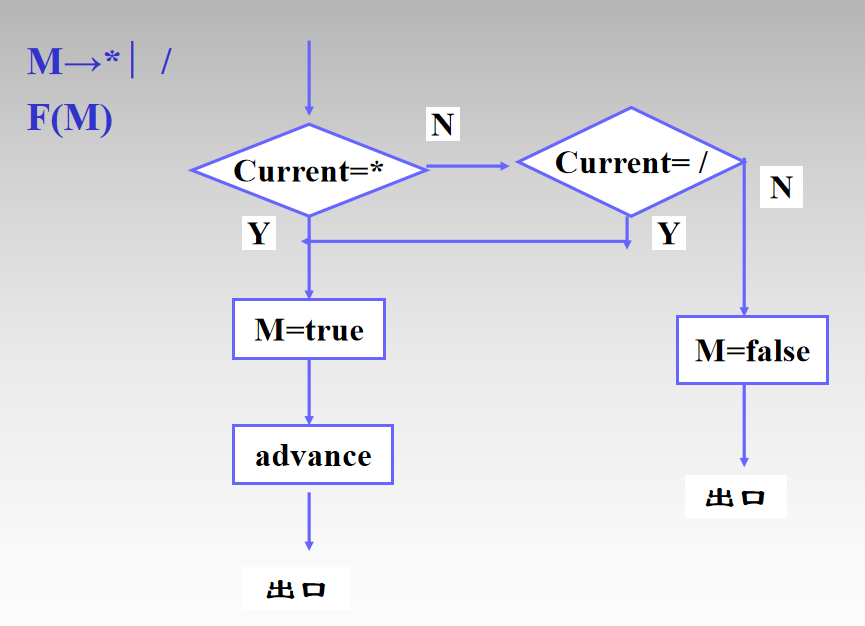 M→*| /
F(M)
N
Current=*
Current= /
N
Y
Y
M=true
M=false
advance
出口
出口